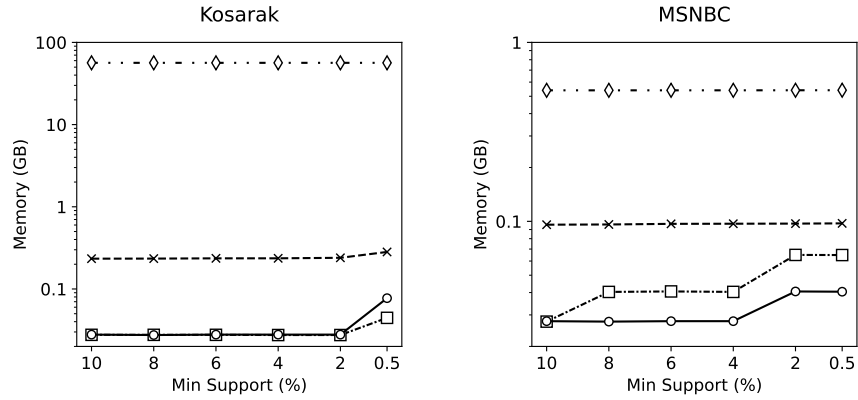 Kosarak
100
10
1
0.1
Memory (GB)
10 8 6 4 2 0.5
Min Support (%)
MSNBC
1
0.1
Memory (GB)
10 8 6 4 2 0.5
Min Support (%)